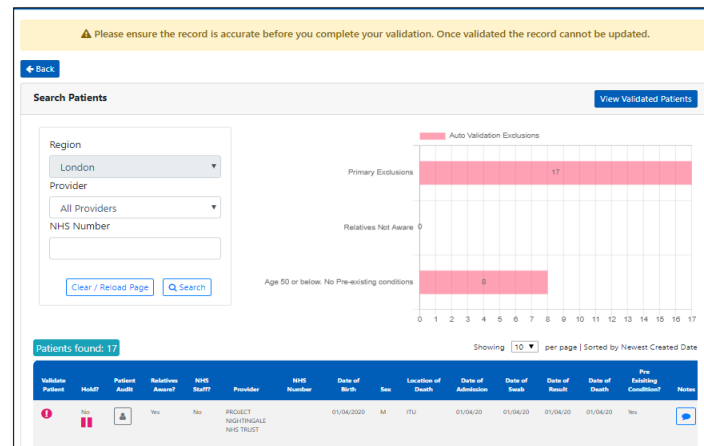 Please ensure the record is accurate before you complete your validation. Once validated the record cannot be updated.
Back
Search Patients
View Validated Patients
Region
London
Provider
All Providers
NHS Number
Clear / Reload Page
Search
Auto Validation Exclusions
Primary Exclusions 17
Relatives Not Aware 0
Age 50 or below. No Pre-existing conditions 8
0 1 2 3 4 5 6 7 8 9 10 11 12 13 14 15 16 17
Patients found: 17
Showing 10 per page | Sorted by Newest Created Date
Validate Patient Hold? Patient Audit Relatives Aware? NHS Staff? Provider NHS Number Date of Birth Sex Location of Death Date of Admission Date of Swab Date of Result Date of Death Pre Exisiting Condition? Notes
No Yes No PROJECT NIGHTINGALE NHS TRUST 01/04/2020 M ITU 01/04/20 01/04/20 01/04/20 01/04/20 Yes